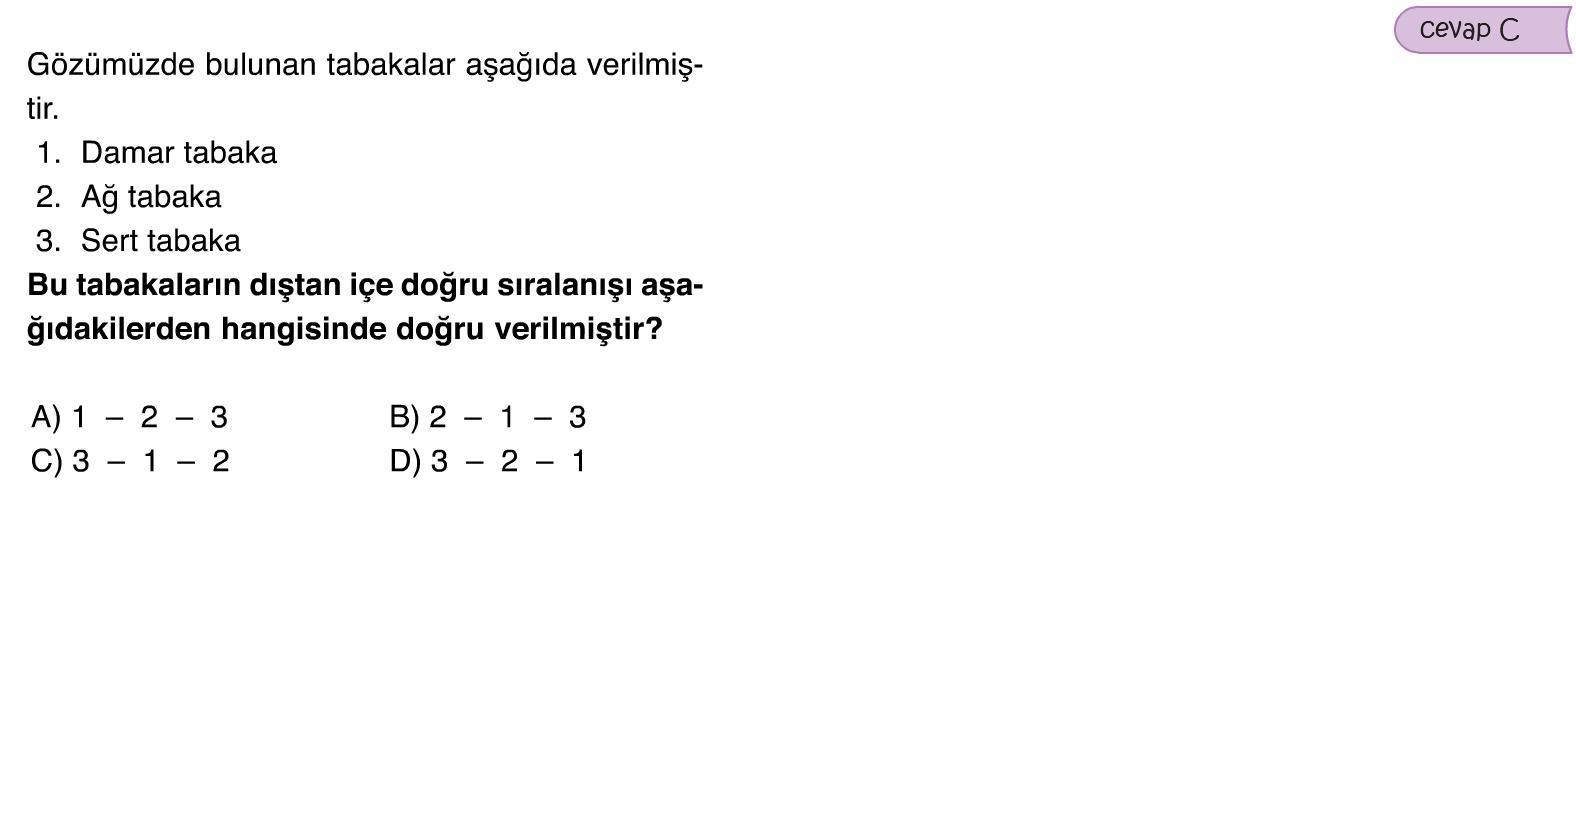 cevap C
Gözümüzde bulunan tabakalar aşağıda verilmiş-
tir.
1. Damar tabaka
2. Ağ tabaka
3. Sert tabaka
Bu tabakaların dıştan içe doğru sıralanışı aşa-
ğıdakilerden hangisinde doğru verilmiştir?
A) 1 – 2 – 3 B) 2 – 1 – 3
C) 3 – 1 – 2 D) 3 – 2 – 1